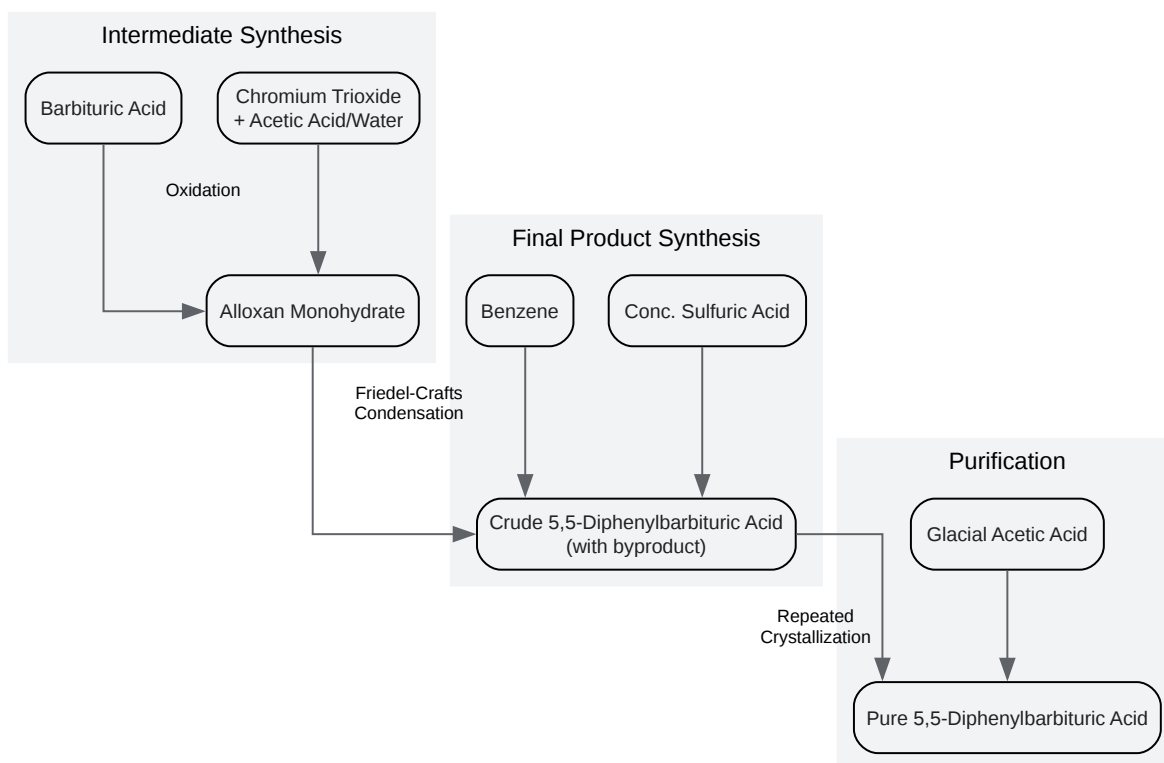 Intermediate Synthesis
Barbituric Acid
Chromium Trioxide
+ Acetic Acid/Water
Oxidation
Alloxan Monohydrate
Final Product Synthesis
Benzene
Conc. Sulfuric Acid
Friedel-Crafts
Condensation
Crude 5,5-Diphenylbarbituric Acid
(with byproduct)
Purification
Glacial Acetic Acid
Repeated
Crystallization
Pure 5,5-Diphenylbarbituric Acid